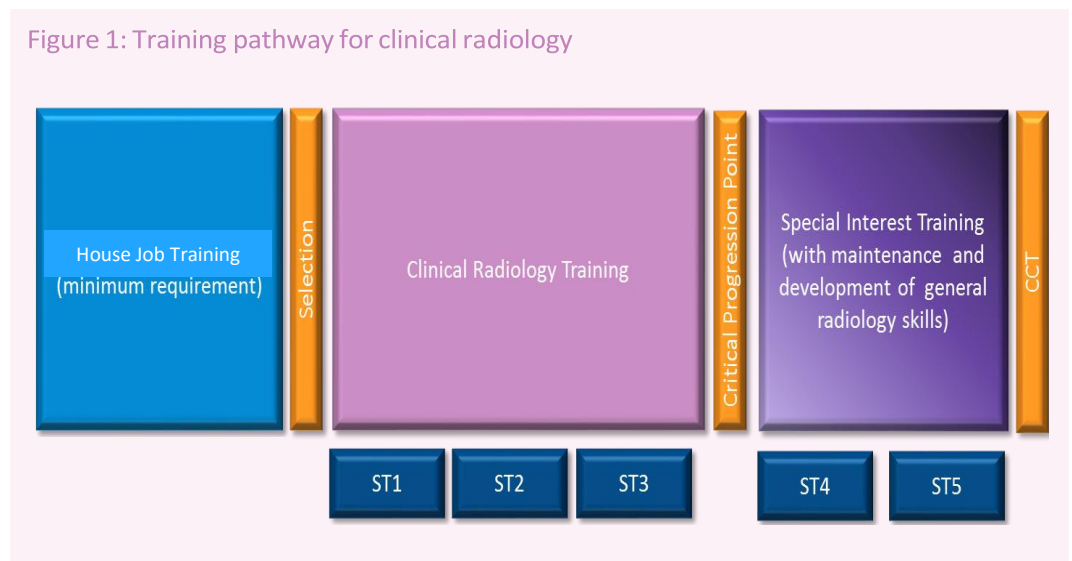 Figure 1: Training pathway for clinical radiology
House Job Training
(minimum requirement)
Selection
Clinical Radiology Training
Critical Progression Point
Special Interest Training
(with maintenance and
development of general
radiology skills)
CCT
ST1
ST2
ST3
ST4
ST5